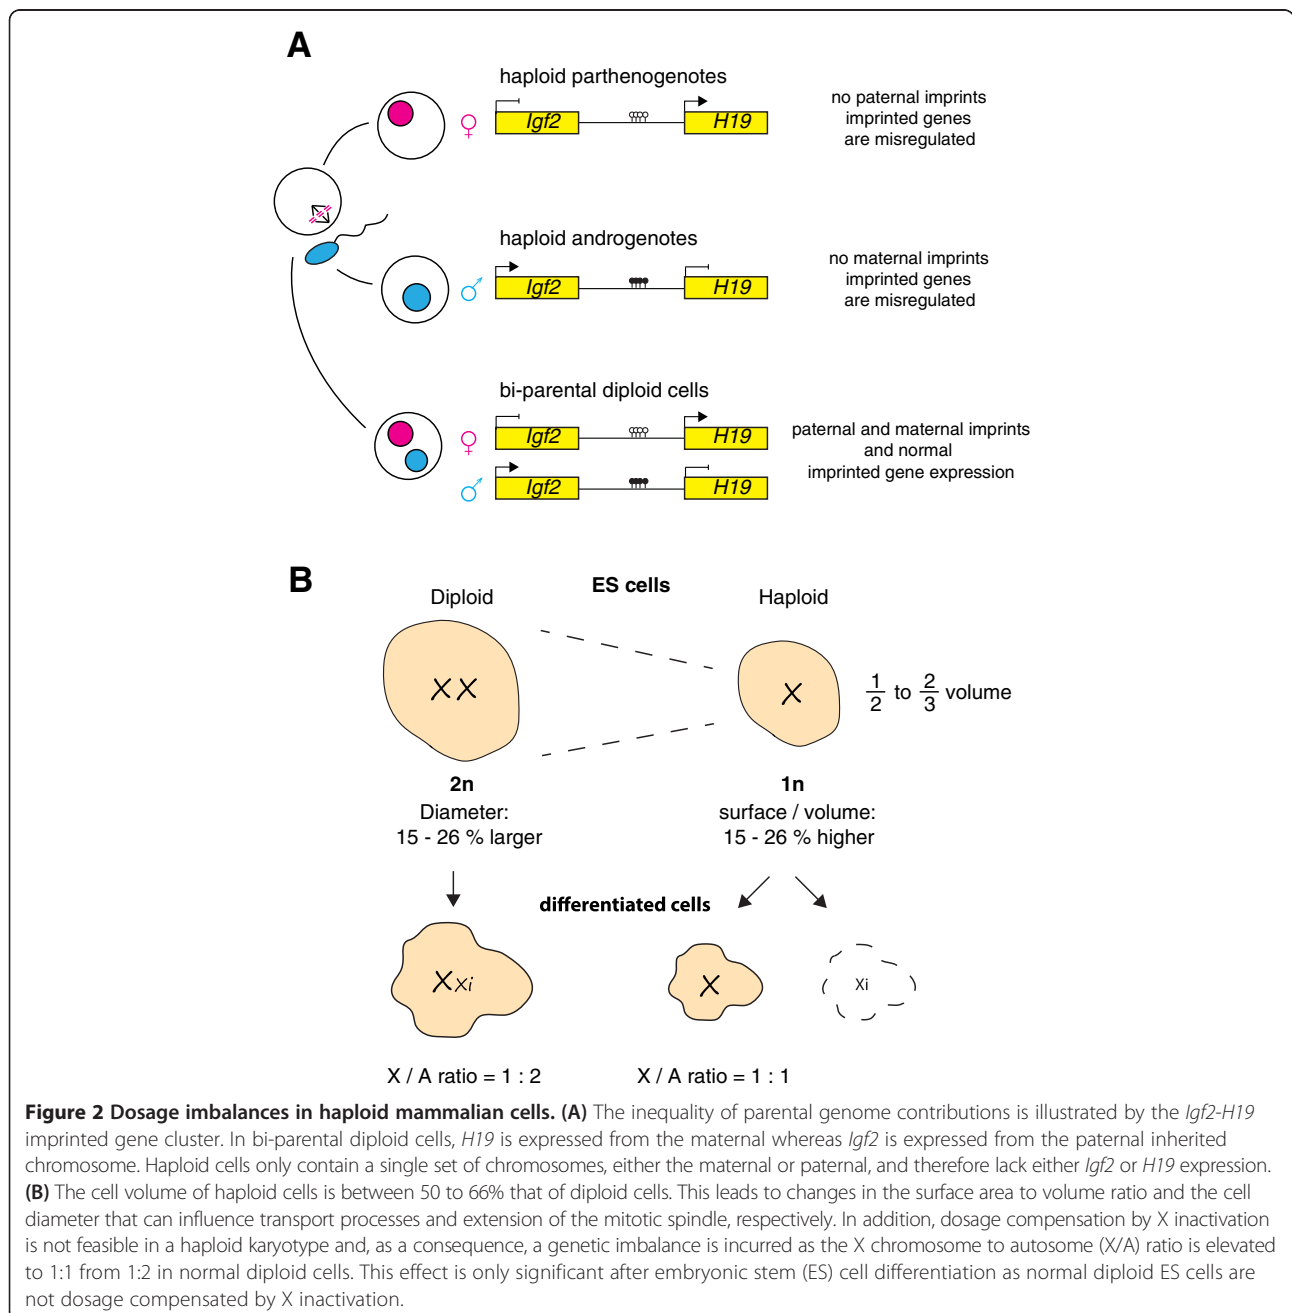 A
haploid parthenogenotes
♀ Igf2 H19
no paternal imprints
imprinted genes
are misregulated
haploid androgenotes
♂ Igf2 H19
no maternal imprints
imprinted genes
are misregulated
bi-parental diploid cells
♀ Igf2 H19
♂ Igf2 H19
paternal and maternal imprints
and normal
imprinted gene expression
B
ES cells
Diploid
Haploid
XX
X
1/2 to 2/3 volume
2n
1n
Diameter:
15 - 26 % larger
surface / volume:
15 - 26 % higher
differentiated cells
Xxi
X
Xi
X / A ratio = 1 : 2
X / A ratio = 1 : 1
Figure 2 Dosage imbalances in haploid mammalian cells. (A) The inequality of parental genome contributions is illustrated by the Igf2-H19
imprinted gene cluster. In bi-parental diploid cells, H19 is expressed from the maternal whereas Igf2 is expressed from the paternal inherited
chromosome. Haploid cells only contain a single set of chromosomes, either the maternal or paternal, and therefore lack either Igf2 or H19 expression.
(B) The cell volume of haploid cells is between 50 to 66% that of diploid cells. This leads to changes in the surface area to volume ratio and the cell
diameter that can influence transport processes and extension of the mitotic spindle, respectively. In addition, dosage compensation by X inactivation
is not feasible in a haploid karyotype and, as a consequence, a genetic imbalance is incurred as the X chromosome to autosome (X/A) ratio is elevated
to 1:1 from 1:2 in normal diploid cells. This effect is only significant after embryonic stem (ES) cell differentiation as normal diploid ES cells are
not dosage compensated by X inactivation.